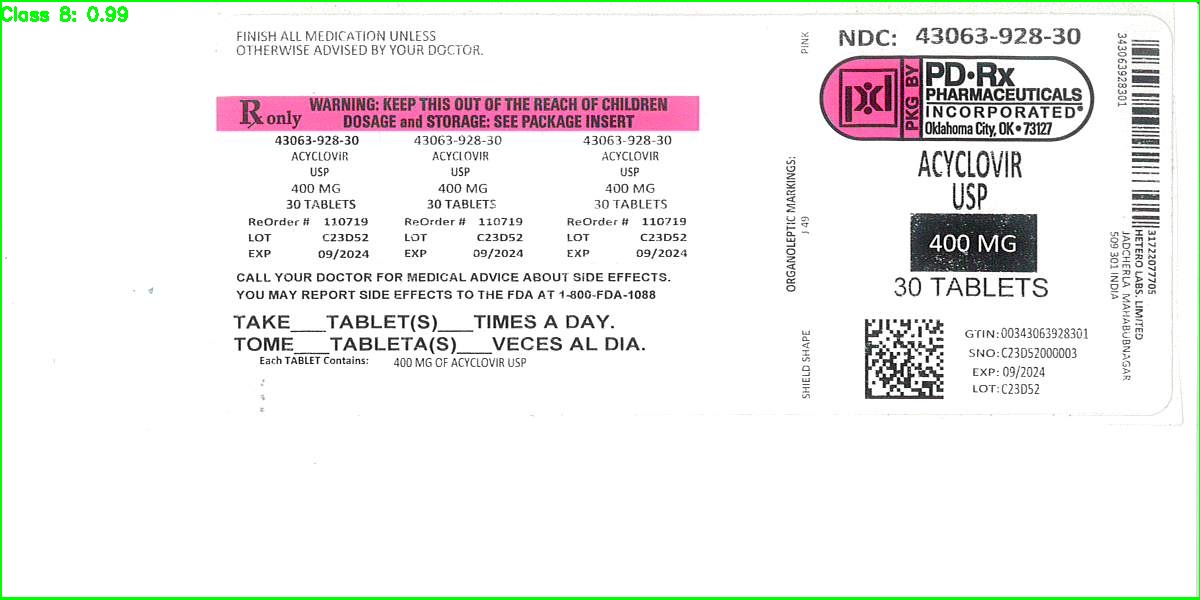 Class 8: 0.99
FINISH ALL MEDICATION UNLESS
OTHERWISE ADVISED BY YOUR DOCTOR.
Rx only
WARNING: KEEP THIS OUT OF THE REACH OF CHILDREN
DOSAGE and STORAGE: SEE PACKAGE INSERT
43063-928-30 43063-928-30 43063-928-30
ACYCLOVIR ACYCLOVIR ACYCLOVIR
USP USP USP
400 MG 400 MG 400 MG
30 TABLETS 30 TABLETS 30 TABLETS
ReOrder # 110719 ReOrder # 110719 ReOrder # 110719
LOT C23D52 LOT C23D52 LOT C23D52
EXP 09/2024 EXP 09/2024 EXP 09/2024
CALL YOUR DOCTOR FOR MEDICAL ADVICE ABOUT SIDE EFFECTS.
YOU MAY REPORT SIDE EFFECTS TO THE FDA AT 1-800-FDA-1088
TAKE___TABLET(S)___TIMES A DAY.
TOME___TABLETA(S)___VECES AL DIA.
Each TABLET Contains: 400 MG OF ACYCLOVIR USP
PINK
ORGANOLEPTIC MARKINGS:
J 49
SHIELD SHAPE
NDC: 43063-928-30
PKG BY
PD-Rx
PHARMACEUTICALS
INCORPORATED®
Oklahoma City, OK • 73127
ACYCLOVIR
USP
400 MG
30 TABLETS
GTIN: 00343063928301
SNO: C23D52000003
EXP: 09/2024
LOT: C23D52
343063928301
317222077705
HETERO LABS. LIMITED
JADCHERLA MAHABUBNAGAR
509 301 INDIA